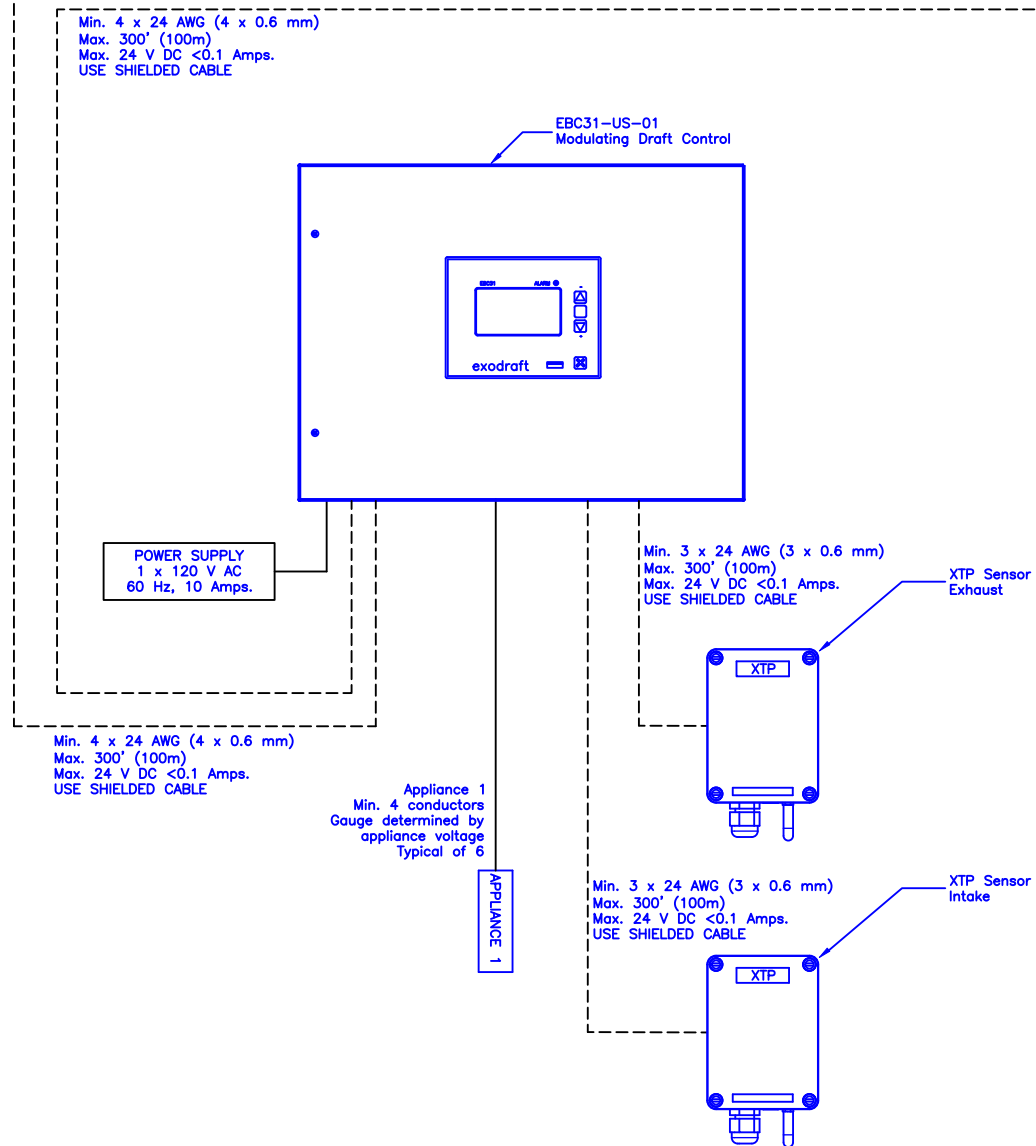 Min. 4 x 24 AWG (4 x 0.6 mm)
Max. 300' (100m)
Max. 24 V DC <0.1 Amps.
USE SHIELDED CABLE
EBC31-US-01
Modulating Draft Control
EBC31
ALARM
exodraft
POWER SUPPLY
1 x 120 V AC
60 Hz, 10 Amps.
Min. 3 x 24 AWG (3 x 0.6 mm)
Max. 300' (100m)
Max. 24 V DC <0.1 Amps.
USE SHIELDED CABLE
XTP Sensor
Exhaust
XTP
Min. 4 x 24 AWG (4 x 0.6 mm)
Max. 300' (100m)
Max. 24 V DC <0.1 Amps.
USE SHIELDED CABLE
Appliance 1
Min. 4 conductors
Gauge determined by
appliance voltage
Typical of 6
APPLIANCE 1
Min. 3 x 24 AWG (3 x 0.6 mm)
Max. 300' (100m)
Max. 24 V DC <0.1 Amps.
USE SHIELDED CABLE
XTP Sensor
Intake
XTP